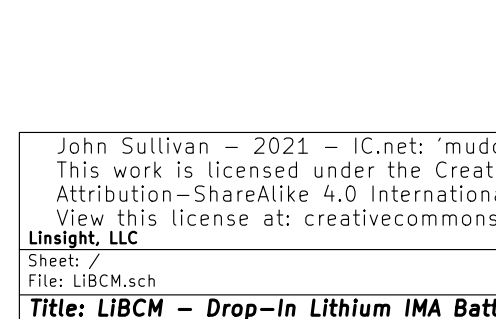 John Sullivan – 2021 – IC.net: 'mudd
This work is licensed under the Creat
Attribution–ShareAlike 4.0 Internationa
View this license at: creativecommons
Linsight, LLC
Sheet: /
File: LiBCM.sch
Title: LiBCM – Drop–In Lithium IMA Batt